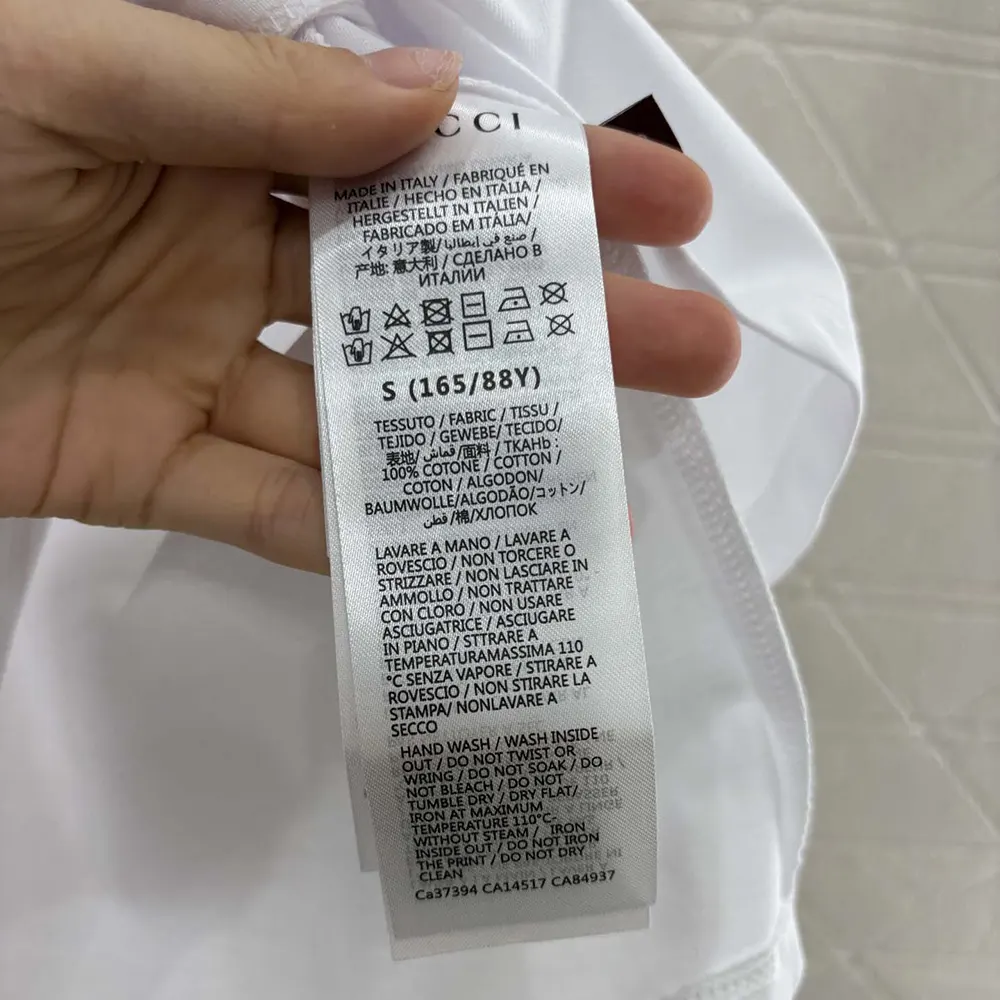 CCI
MADE IN ITALY / FABRIQUÉ EN
ITALIE / HECHO EN ITALIA /
HERGESTELLT IN ITALIEN /
FABRICADO EM ITÁLIA/
イタリア製/صنع في إيطاليا /
产地: 意大利 / СДЕЛАНО В
ИТАЛИИ
S (165/88Y)
TESSUTO / FABRIC / TISSU /
TEJIDO / GEWEBE/ TECIDO/
表地/ قماش /面料 / ТКАНЬ :
100% COTONE / COTTON /
COTON / ALGODON/
BAUMWOLLE/ALGODÃO/コットン/
قطن /棉/ХЛОПОК
LAVARE A MANO / LAVARE A
ROVESCIO / NON TORCERE O
STRIZZARE / NON LASCIARE IN
AMMOLLO / NON TRATTARE
CON CLORO / NON USARE
ASCIUGATRICE / ASCIUGARE
IN PIANO / STTRARE A
TEMPERATURAMASSIMA 110
°C SENZA VAPORE / STIRARE A
ROVESCIO / NON STIRARE LA
STAMPA/ NONLAVARE A
SECCO
HAND WASH / WASH INSIDE
OUT / DO NOT TWIST OR
WRING / DO NOT SOAK / DO
NOT BLEACH / DO NOT
TUMBLE DRY / DRY FLAT/
IRON AT MAXIMUM
TEMPERATURE 110°C-
WITHOUT STEAM / IRON
INSIDE OUT / DO NOT IRON
THE PRINT / DO NOT DRY
CLEAN
Ca37394 CA14517 CA84937